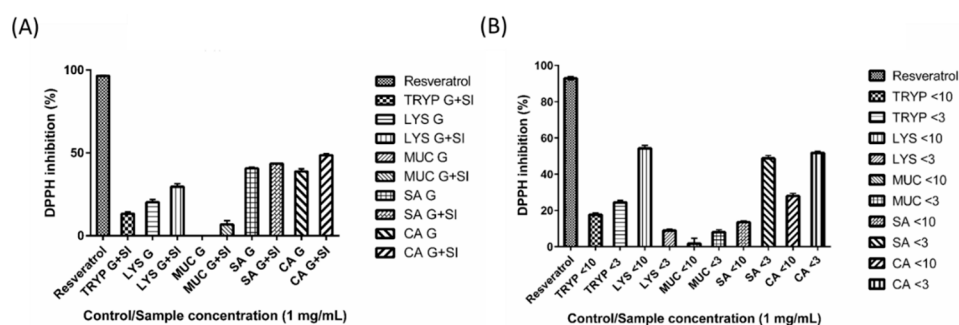 (A)
DPPH inhibition (%)
100
50
0
Resveratrol
TRYP G+SI
LYS G
LYS G+SI
MUC G
MUC G+SI
SA G
SA G+SI
CA G
CA G+SI
Control/Sample concentration (1 mg/mL)
Resveratrol
TRYP G+SI
LYS G
LYS G+SI
MUC G
MUC G+SI
SA G
SA G+SI
CA G
CA G+SI
(B)
DPPH inhibition (%)
100
80
60
40
20
0
Resveratrol
TRYP <10
TRYP <3
LYS <10
LYS <3
MUC <10
MUC <3
SA <10
SA <3
CA <10
CA <3
Control/Sample concentration (1 mg/mL)
Resveratrol
TRYP <10
TRYP <3
LYS <10
LYS <3
MUC <10
MUC <3
SA <10
SA <3
CA <10
CA <3